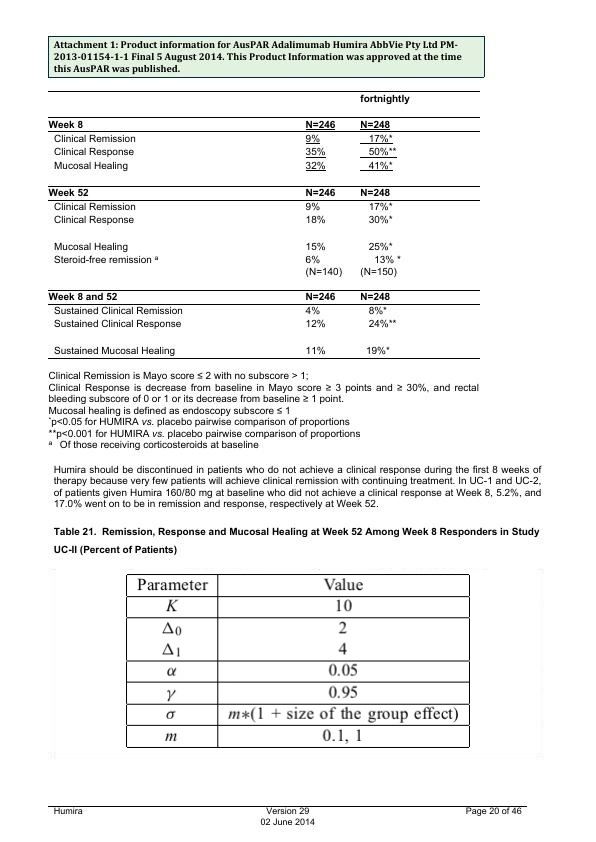 Attachment 1: Product information for AusPAR Adalimumab Humira AbbVie Pty Ltd PM-
2013-01154-1-1 Final 5 August 2014. This Product Information was approved at the time
this AusPAR was published.
fortnightly
Week 8 N=246 N=248
Clinical Remission 9% 17%*
Clinical Response 35% 50%**
Mucosal Healing 32% 41%*
Week 52 N=246 N=248
Clinical Remission 9% 17%*
Clinical Response 18% 30%*
Mucosal Healing 15% 25%*
Steroid-free remission ª 6% 13% *
(N=140) (N=150)
Week 8 and 52 N=246 N=248
Sustained Clinical Remission 4% 8%*
Sustained Clinical Response 12% 24%**
Sustained Mucosal Healing 11% 19%*
Clinical Remission is Mayo score ≤ 2 with no subscore > 1;
Clinical Response is decrease from baseline in Mayo score ≥ 3 points and ≥ 30%, and rectal
bleeding subscore of 0 or 1 or its decrease from baseline ≥ 1 point.
Mucosal healing is defined as endoscopy subscore ≤ 1
*p<0.05 for HUMIRA vs. placebo pairwise comparison of proportions
**p<0.001 for HUMIRA vs. placebo pairwise comparison of proportions
ª Of those receiving corticosteroids at baseline
Humira should be discontinued in patients who do not achieve a clinical response during the first 8 weeks of
therapy because very few patients will achieve clinical remission with continuing treatment. In UC-1 and UC-2,
of patients given Humira 160/80 mg at baseline who did not achieve a clinical response at Week 8, 5.2%, and
17.0% went on to be in remission and response, respectively at Week 52.
Table 21. Remission, Response and Mucosal Healing at Week 52 Among Week 8 Responders in Study
UC-II (Percent of Patients)
Parameter Value
K 10
Δ0 2
Δ1 4
α 0.05
γ 0.95
σ m*(1 + size of the group effect)
m 0.1, 1
Humira Version 29 Page 20 of 46
02 June 2014